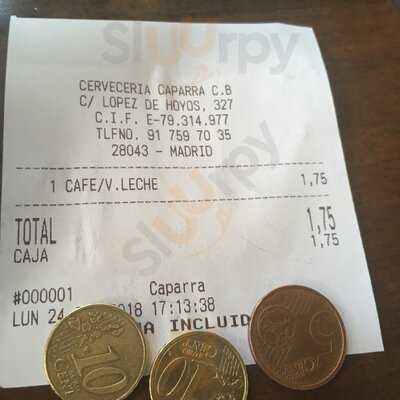 Sluurpy
CERVECERIA CAPARRA C.B
C/ LOPEZ DE HOYOS, 327
C.I.F. E-79.314.977
TLFNO. 91 759 70 35
28043 - MADRID
1 CAFE/V.LECHE 1,75
TOTAL 1,75
CAJA 1,75
#000001 Caparra
LUN 24 2018 17:13:38
INCLUID
10
CENT
10
5
CENT